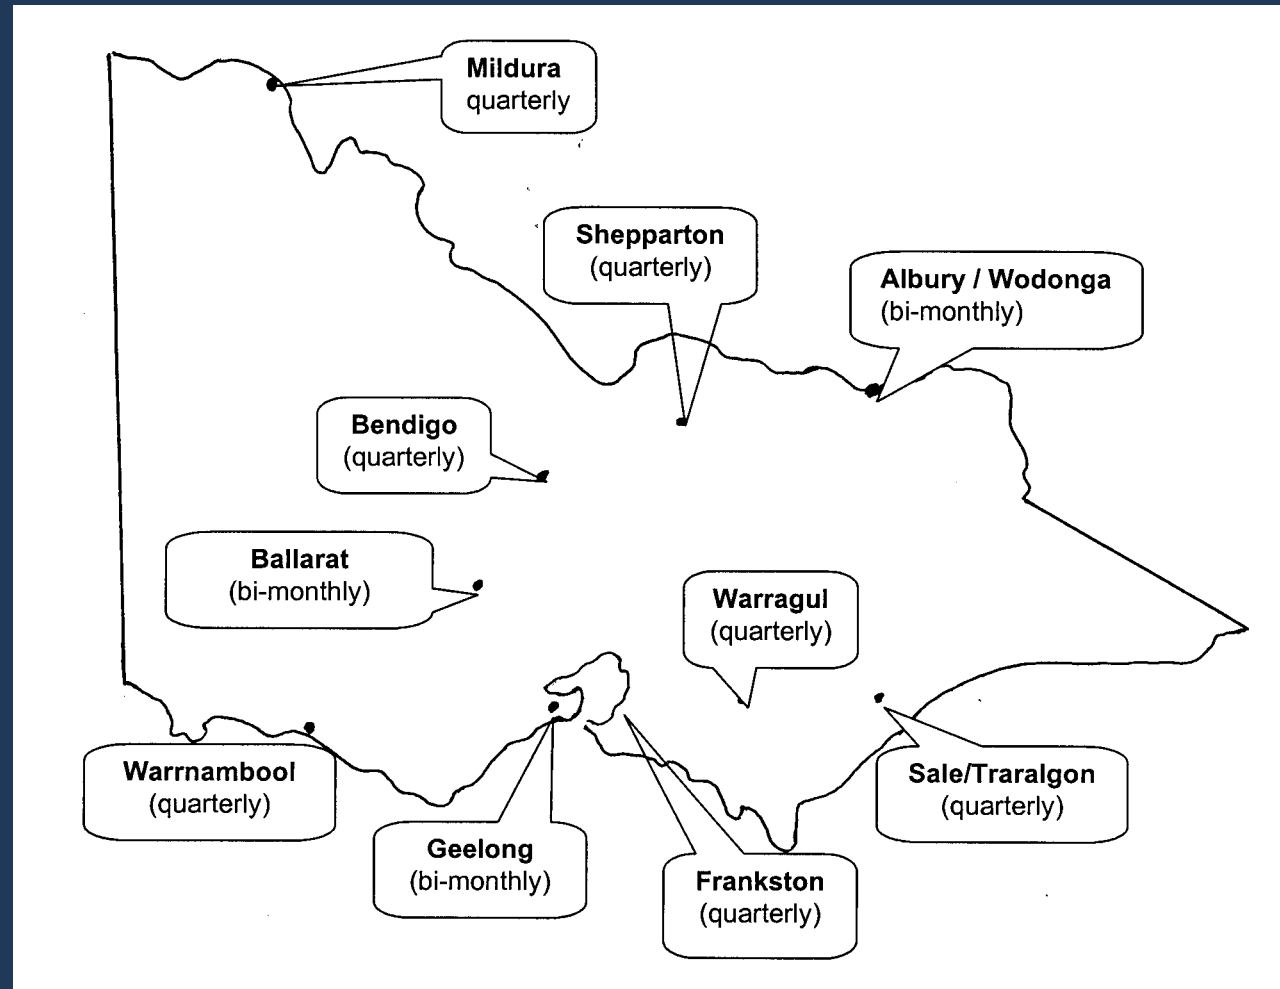 Mildura
quarterly
Shepparton
(quarterly)
Albury / Wodonga
(bi-monthly)
Bendigo
(quarterly)
Ballarat
(bi-monthly)
Warragul
(quarterly)
Warrnambool
(quarterly)
Sale/Traralgon
(quarterly)
Geelong
(bi-monthly)
Frankston
(quarterly)